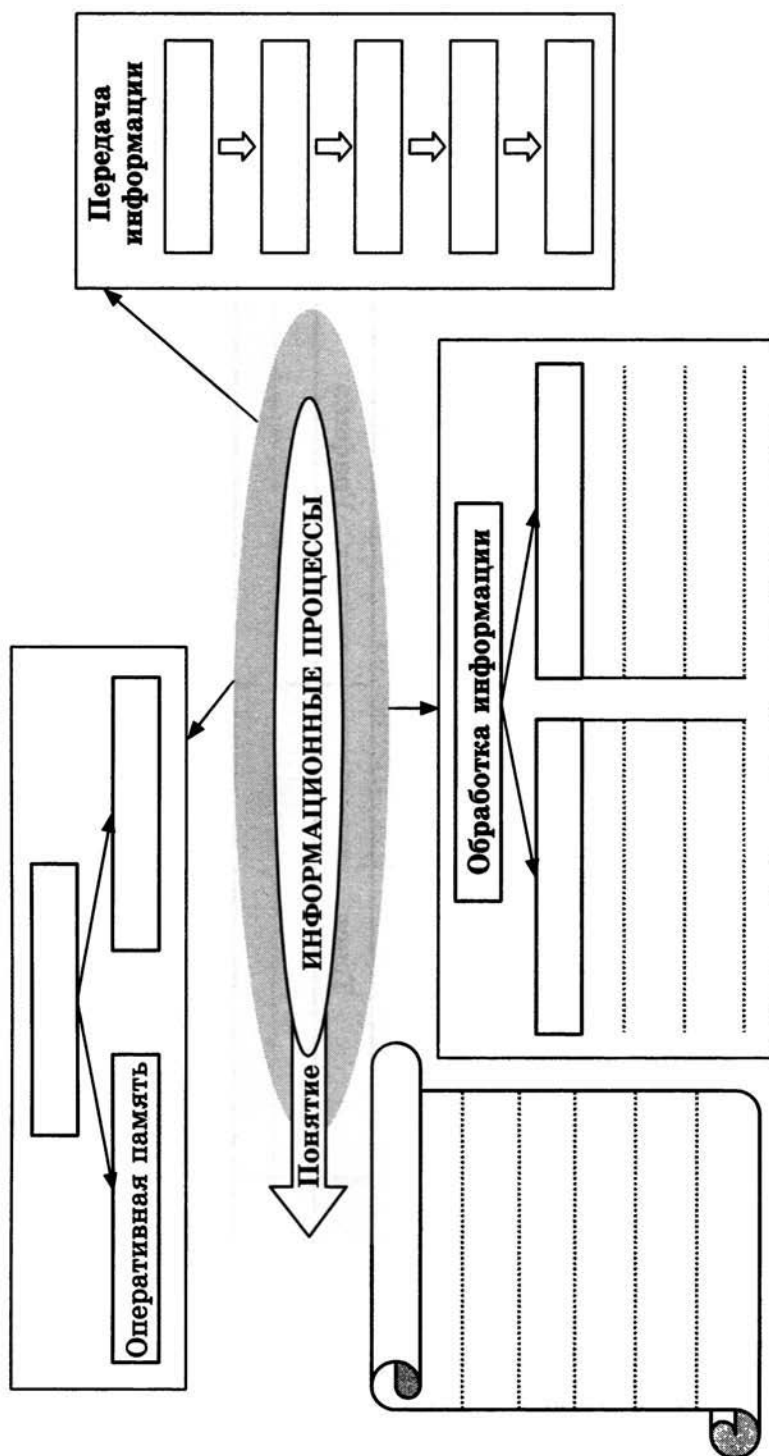 Оперативная память
Понятие
ИНФОРМАЦИОННЫЕ ПРОЦЕССЫ
Передача
информации
Обработка информации